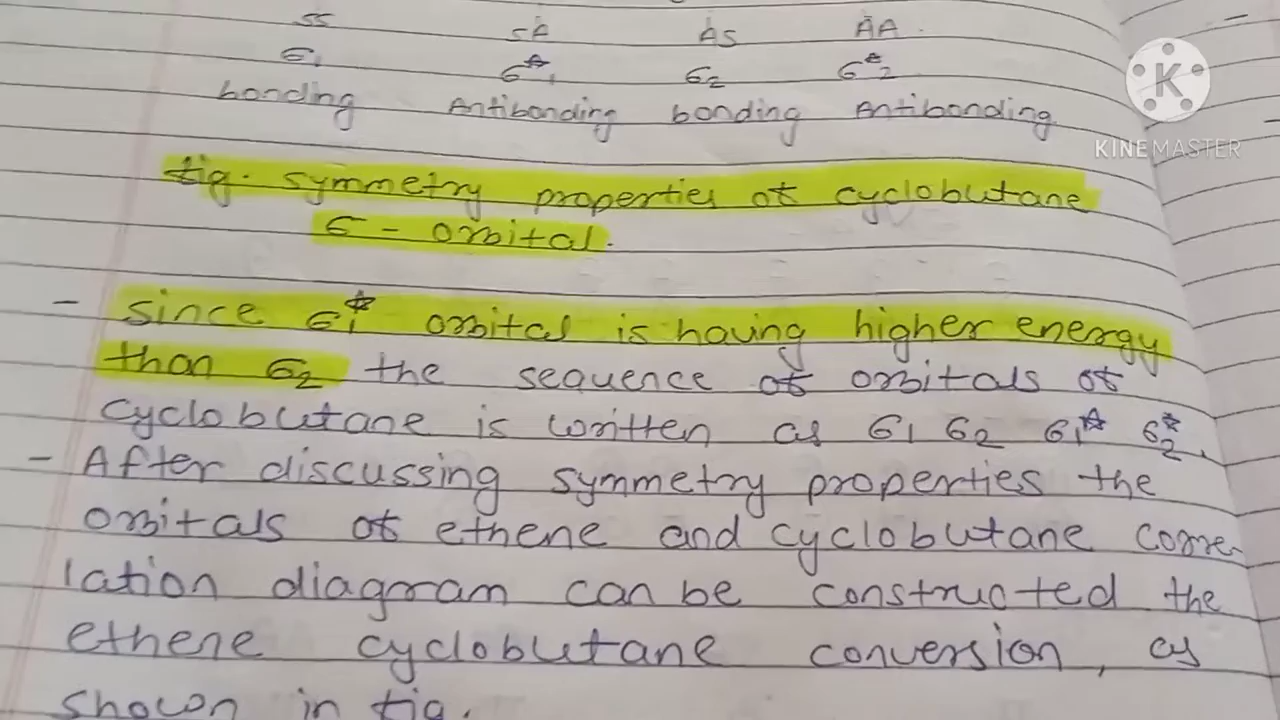 SS SA AS AA.
σ₁ σ*₁ σ₂ σ*₂
bonding Antibonding bonding Antibonding
K
KINEMASTER
fig. symmetry properties of cyclobutane
σ - orbital.
- since σ₁* orbital is having higher energy
than σ₂ the sequence of orbitals of
cyclobutane is written as σ₁ σ₂ σ₁* σ₂*.
- After discussing symmetry properties the
orbitals of ethene and cyclobutane corre-
lation diagram can be constructed the
ethene cyclobutane conversion, as
shown in fig.